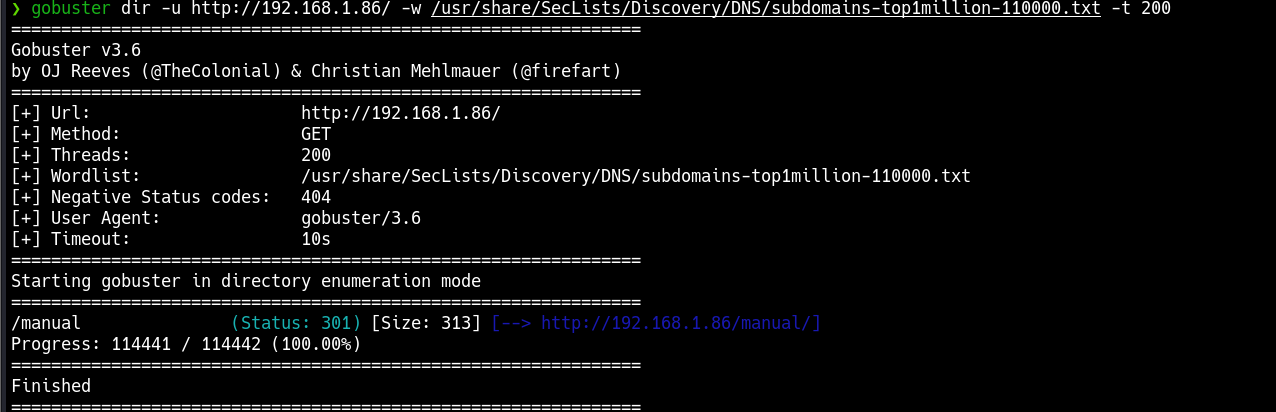 ❯ gobuster dir -u http://192.168.1.86/ -w /usr/share/SecLists/Discovery/DNS/subdomains-top1million-110000.txt -t 200
===============================================================
Gobuster v3.6
by OJ Reeves (@TheColonial) & Christian Mehlmauer (@firefart)
===============================================================
[+] Url:                     http://192.168.1.86/
[+] Method:                  GET
[+] Threads:                 200
[+] Wordlist:                /usr/share/SecLists/Discovery/DNS/subdomains-top1million-110000.txt
[+] Negative Status codes:   404
[+] User Agent:              gobuster/3.6
[+] Timeout:                 10s
===============================================================
Starting gobuster in directory enumeration mode
===============================================================
/manual               (Status: 301) [Size: 313] [--> http://192.168.1.86/manual/]
Progress: 114441 / 114442 (100.00%)
===============================================================
Finished
===============================================================